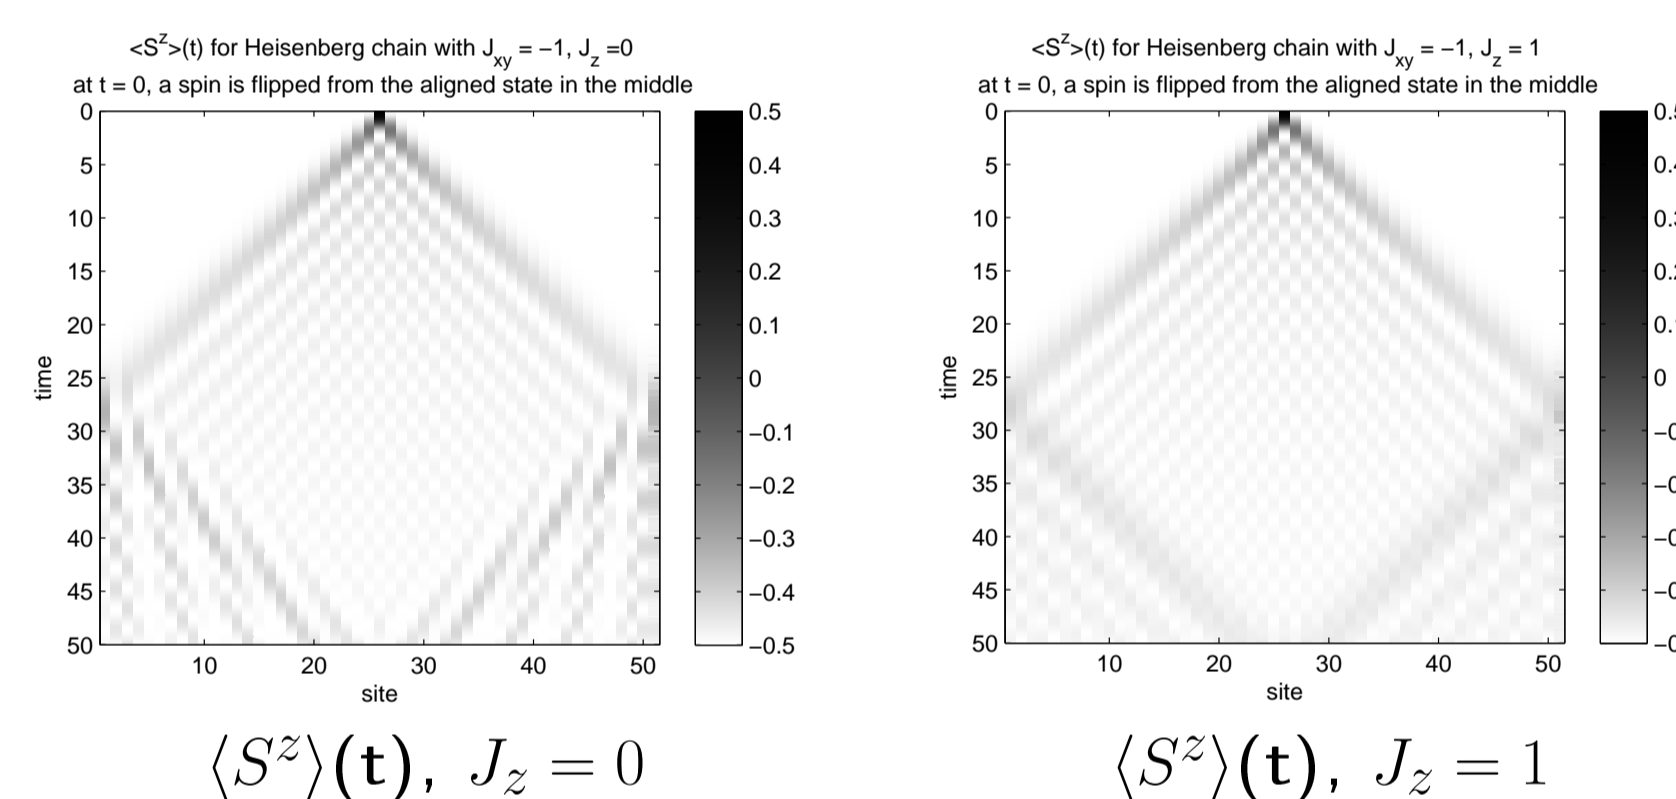 <S^z>(t) for Heisenberg chain with J_xy = −1, J_z =0
at t = 0, a spin is flipped from the aligned state in the middle
0
5
10
15
20
25
30
35
40
45
50
time
10 20 30 40 50
site
0.5
0.4
0.3
0.2
0.1
0
−0.1
−0.2
−0.3
−0.4
−0.5
⟨S^z⟩(t), J_z = 0
<S^z>(t) for Heisenberg chain with J_xy = −1, J_z = 1
at t = 0, a spin is flipped from the aligned state in the middle
0
5
10
15
20
25
30
35
40
45
50
time
10 20 30 40 50
site
0
⟨S^z⟩(t), J_z = 1